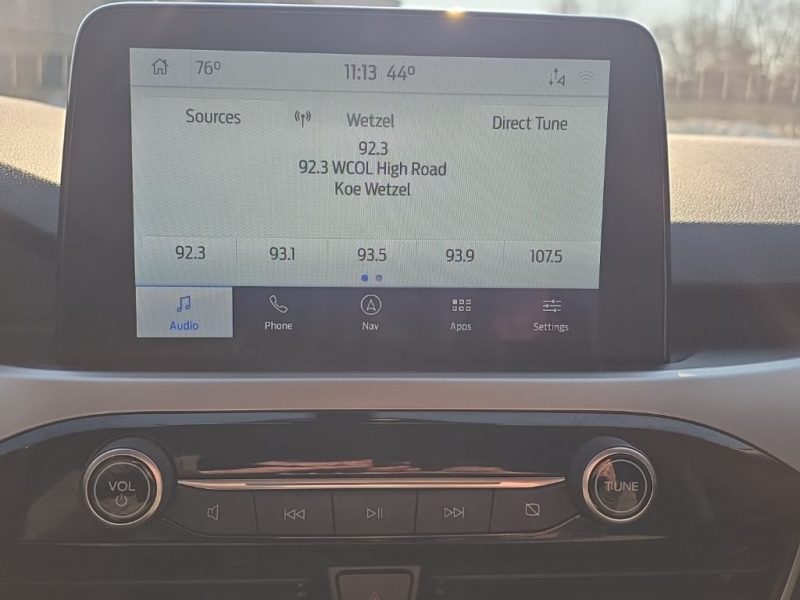 76° 11:13 44°
Sources Wetzel Direct Tune
92.3
92.3 WCOL High Road
Koe Wetzel
92.3 93.1 93.5 93.9 107.5
Audio Phone Nav Apps Settings
VOL TUNE